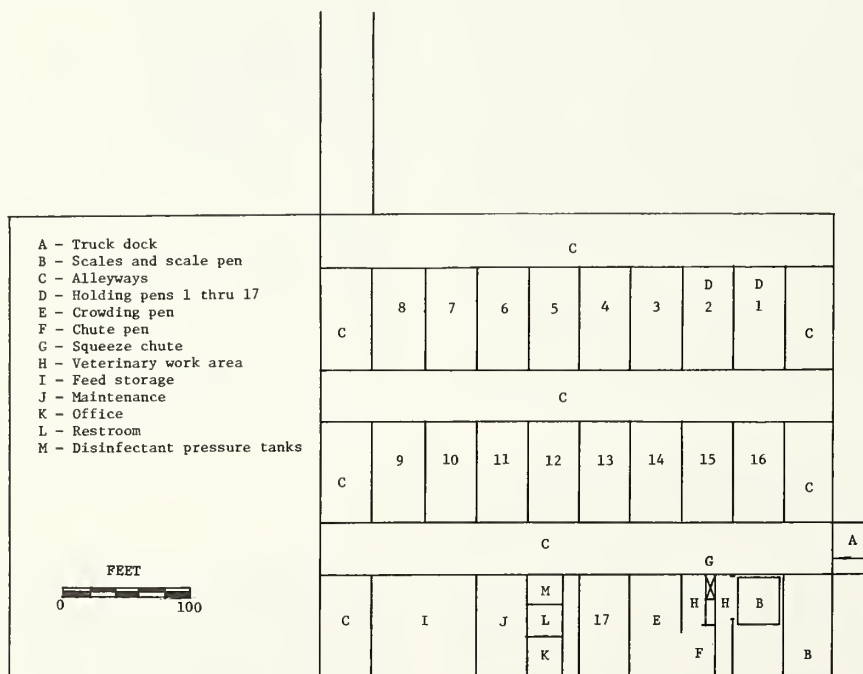 A - Truck dock
B - Scales and scale pen
C - Alleyways
D - Holding pens 1 thru 17
E - Crowding pen
F - Chute pen
G - Squeeze chute
H - Veterinary work area
I - Feed storage
J - Maintenance
K - Office
L - Restroom
M - Disinfectant pressure tanks
FEET
0 100
C
D D
8 7 6 5 4 3 2 1
C C
C
9 10 11 12 13 14 15 16
C C
C A
G
M
H H B
C I J L 17 E
K F B